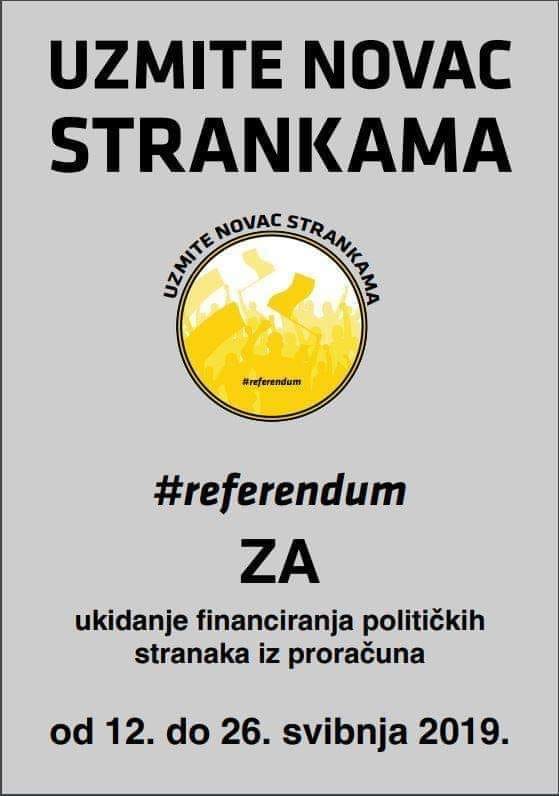 UZMITE NOVAC
STRANKAMA
UZMITE NOVAC STRANKAMA
#referendum
#referendum
ZA
ukidanje financiranja političkih
stranaka iz proračuna
od 12. do 26. svibnja 2019.